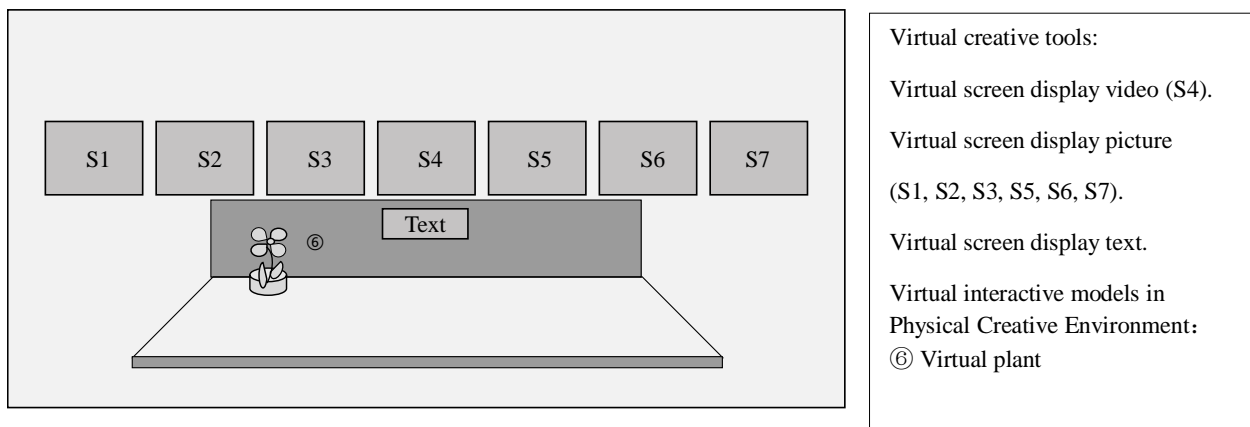 S1 S2 S3 S4 S5 S6 S7
Text
⑥
Virtual creative tools:
Virtual screen display video (S4).
Virtual screen display picture
(S1, S2, S3, S5, S6, S7).
Virtual screen display text.
Virtual interactive models in
Physical Creative Environment：
⑥ Virtual plant